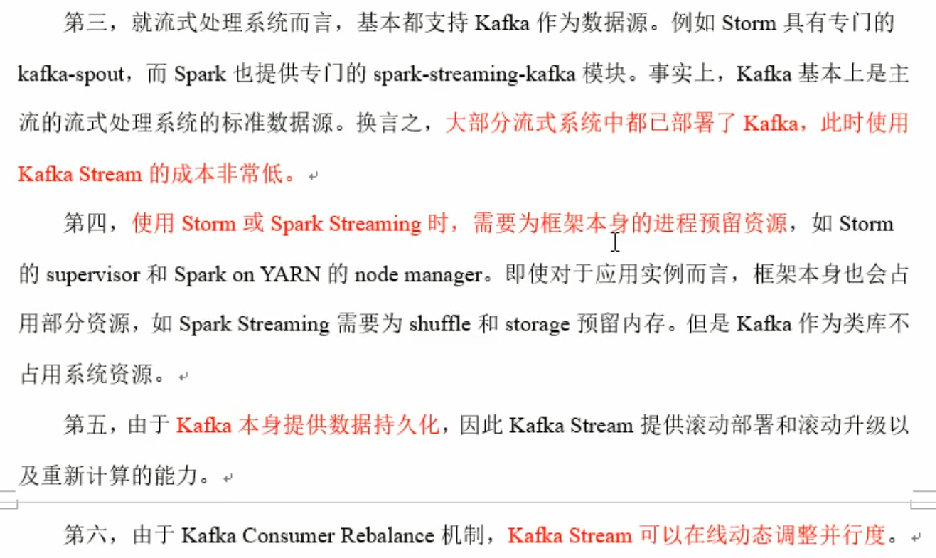 第三，就流式处理系统而言，基本都支持 Kafka 作为数据源。例如 Storm 具有专门的
kafka-spout，而 Spark 也提供专门的 spark-streaming-kafka 模块。事实上，Kafka 基本上是主
流的流式处理系统的标准数据源。换言之，大部分流式系统中都已部署了 Kafka，此时使用
Kafka Stream 的成本非常低。
第四，使用 Storm 或 Spark Streaming 时，需要为框架本身的进程预留资源，如 Storm
的 supervisor 和 Spark on YARN 的 node manager。即使对于应用实例而言，框架本身也会占
用部分资源，如 Spark Streaming 需要为 shuffle 和 storage 预留内存。但是 Kafka 作为类库不
占用系统资源。
第五，由于 Kafka 本身提供数据持久化，因此 Kafka Stream 提供滚动部署和滚动升级以
及重新计算的能力。
第六，由于 Kafka Consumer Rebalance 机制，Kafka Stream 可以在线动态调整并行度。